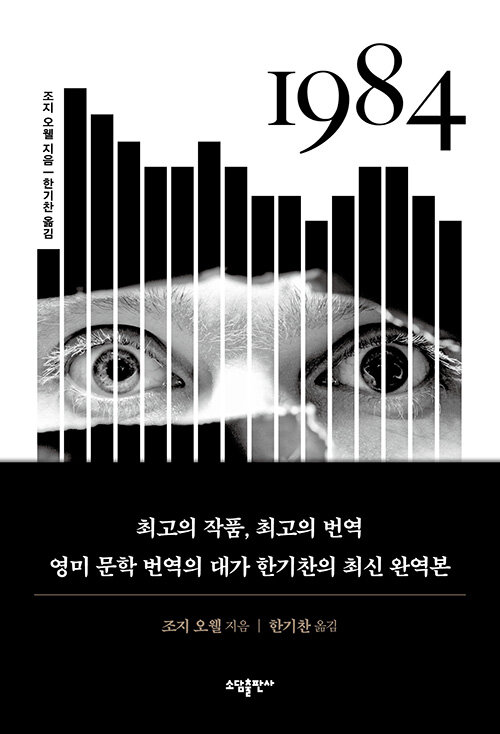 1984
조지 오웰 지음 | 한기찬 옮김
최고의 작품, 최고의 번역
영미 문학 번역의 대가 한기찬의 최신 완역본
조지 오웰 지음 | 한기찬 옮김
소담출판사